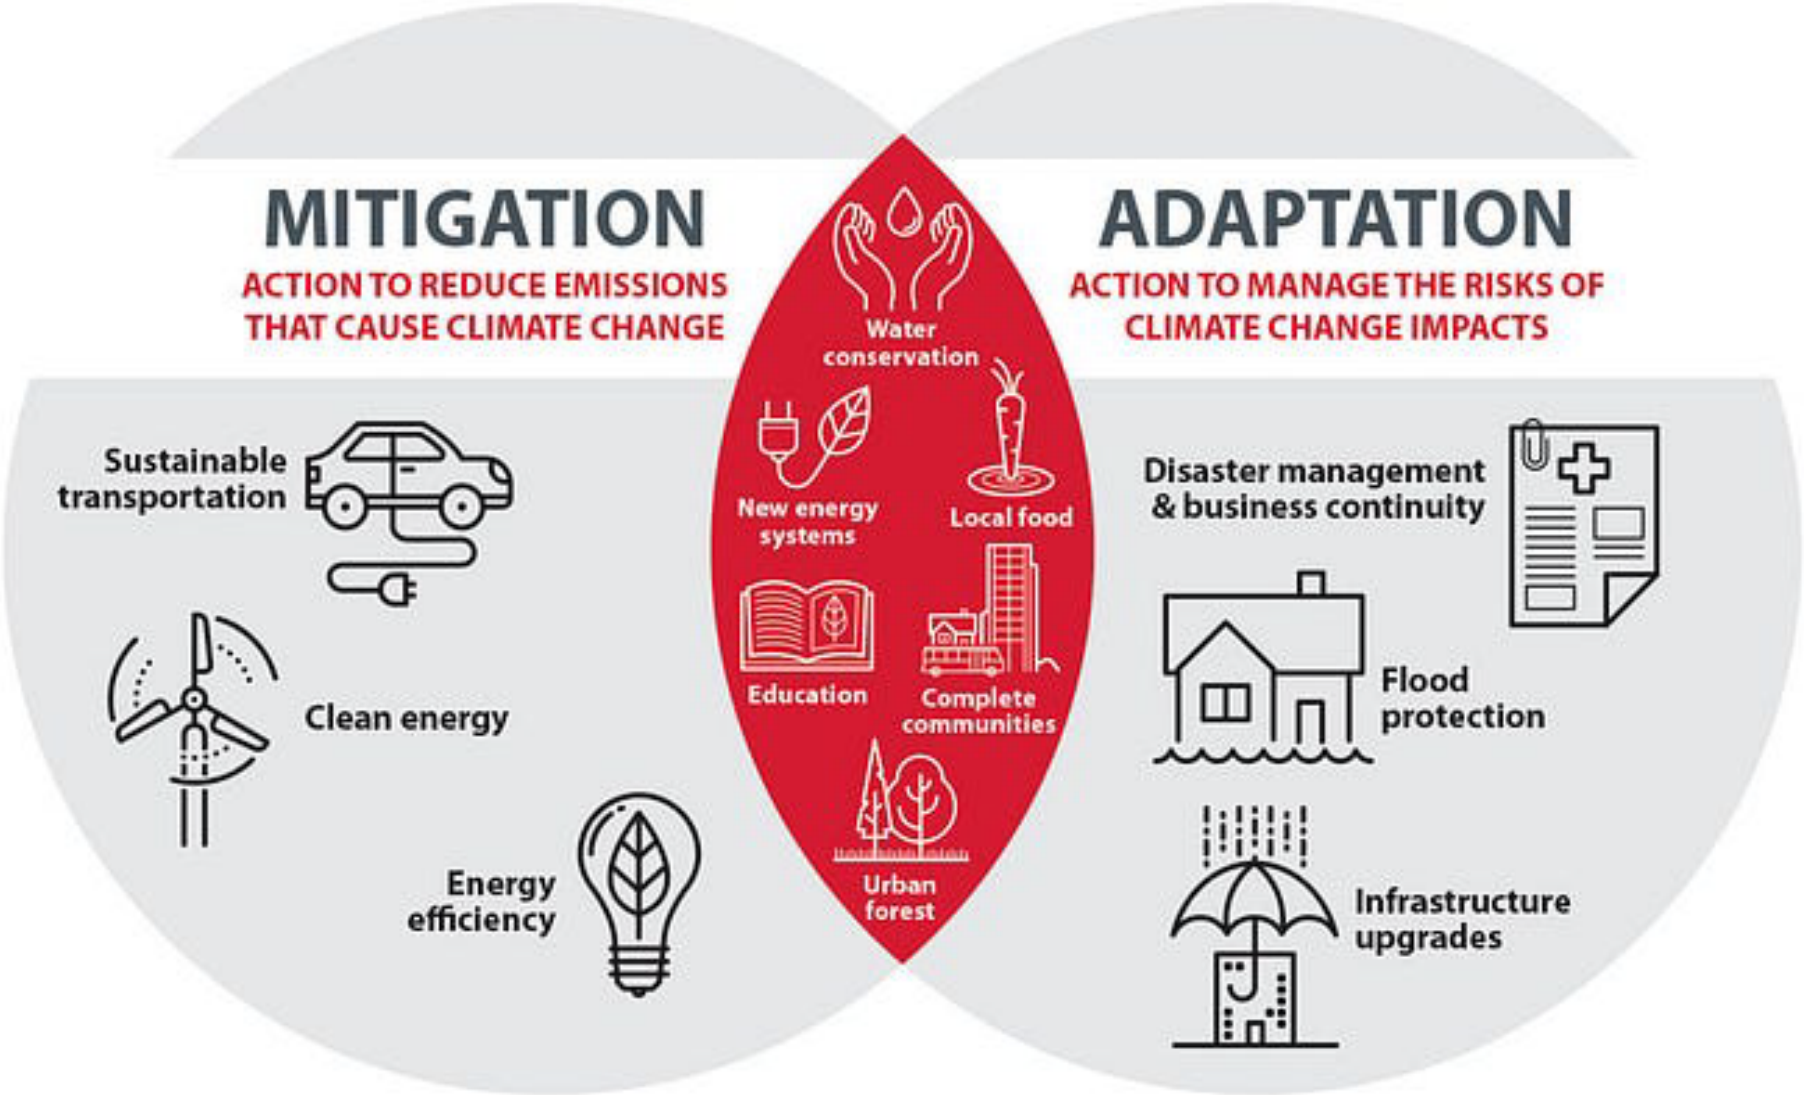 MITIGATION
ACTION TO REDUCE EMISSIONS
THAT CAUSE CLIMATE CHANGE
Sustainable
transportation
Clean energy
Energy
efficiency
Water
conservation
New energy
systems
Local food
Education
Complete
communities
Urban
forest
ADAPTATION
ACTION TO MANAGE THE RISKS OF
CLIMATE CHANGE IMPACTS
Disaster management
& business continuity
Flood
protection
Infrastructure
upgrades